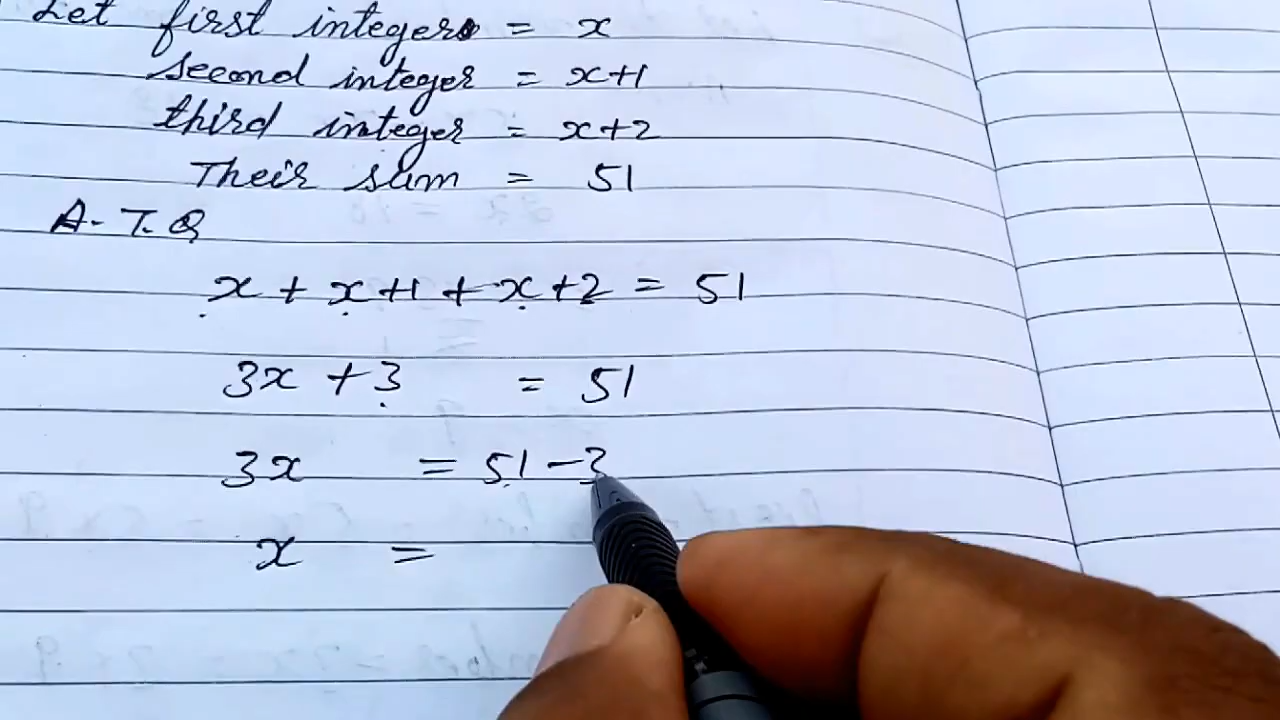 Let first integer = x
second integer = x+1
third integer = x+2
Their sum = 51
A.T.Q
x + x+1 + x+2 = 51
3x + 3 = 51
3x = 51-3
x =